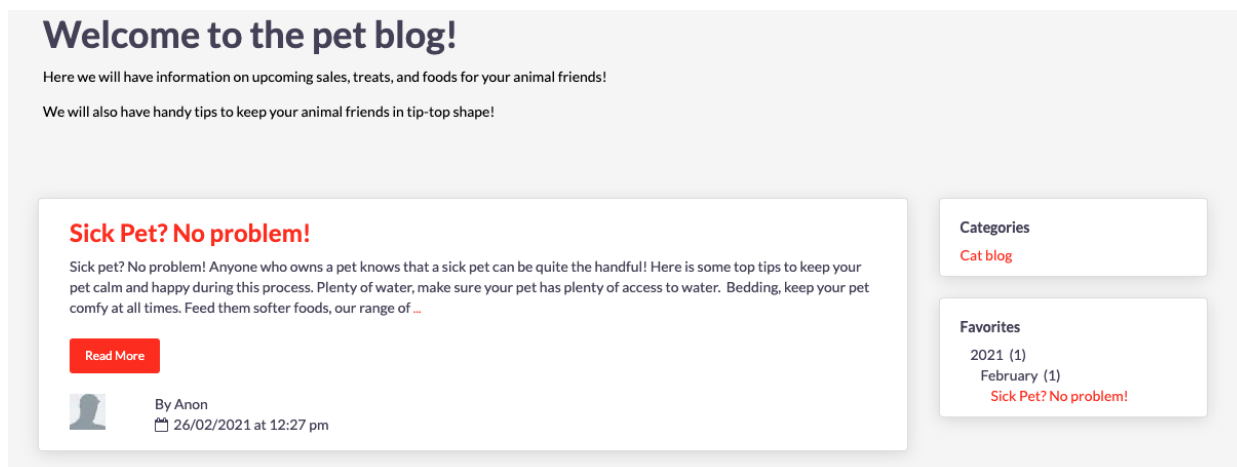 Welcome to the pet blog!
Here we will have information on upcoming sales, treats, and foods for your animal friends!
We will also have handy tips to keep your animal friends in tip-top shape!
Sick Pet? No problem!
Sick pet? No problem! Anyone who owns a pet knows that a sick pet can be quite the handful! Here is some top tips to keep your
pet calm and happy during this process. Plenty of water, make sure your pet has plenty of access to water.  Bedding, keep your pet
comfy at all times. Feed them softer foods, our range of ...
Read More
By Anon
26/02/2021 at 12:27 pm
Categories
Cat blog
Favorites
2021 (1)
February (1)
Sick Pet? No problem!